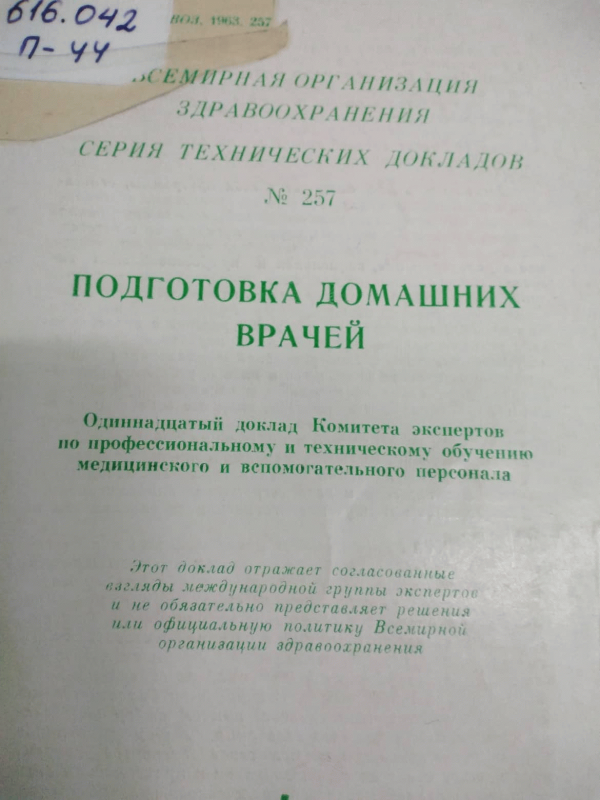 616.042
П-44
ВОЗ, 1963, 257
ВСЕМИРНАЯ ОРГАНИЗАЦИЯ
ЗДРАВООХРАНЕНИЯ
СЕРИЯ ТЕХНИЧЕСКИХ ДОКЛАДОВ
№ 257
ПОДГОТОВКА ДОМАШНИХ
ВРАЧЕЙ
Одиннадцатый доклад Комитета экспертов
по профессиональному и техническому обучению
медицинского и вспомогательного персонала
Этот доклад отражает согласованные
взгляды международной группы экспертов
и не обязательно представляет решения
или официальную политику Всемирной
организации здравоохранения